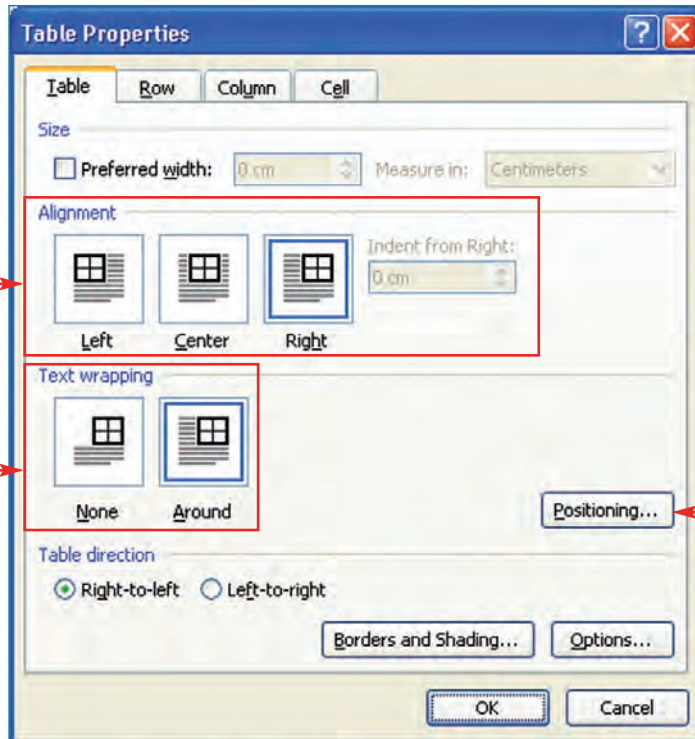 Table Properties
Table Row Column Cell
Size
Preferred width: 0 cm Measure in: Centimeters
Alignment
Indent from Right:
0 cm
Left Center Right
Text wrapping
None Around
Positioning...
Table direction
Right-to-left Left-to-right
Borders and Shading... Options...
OK Cancel